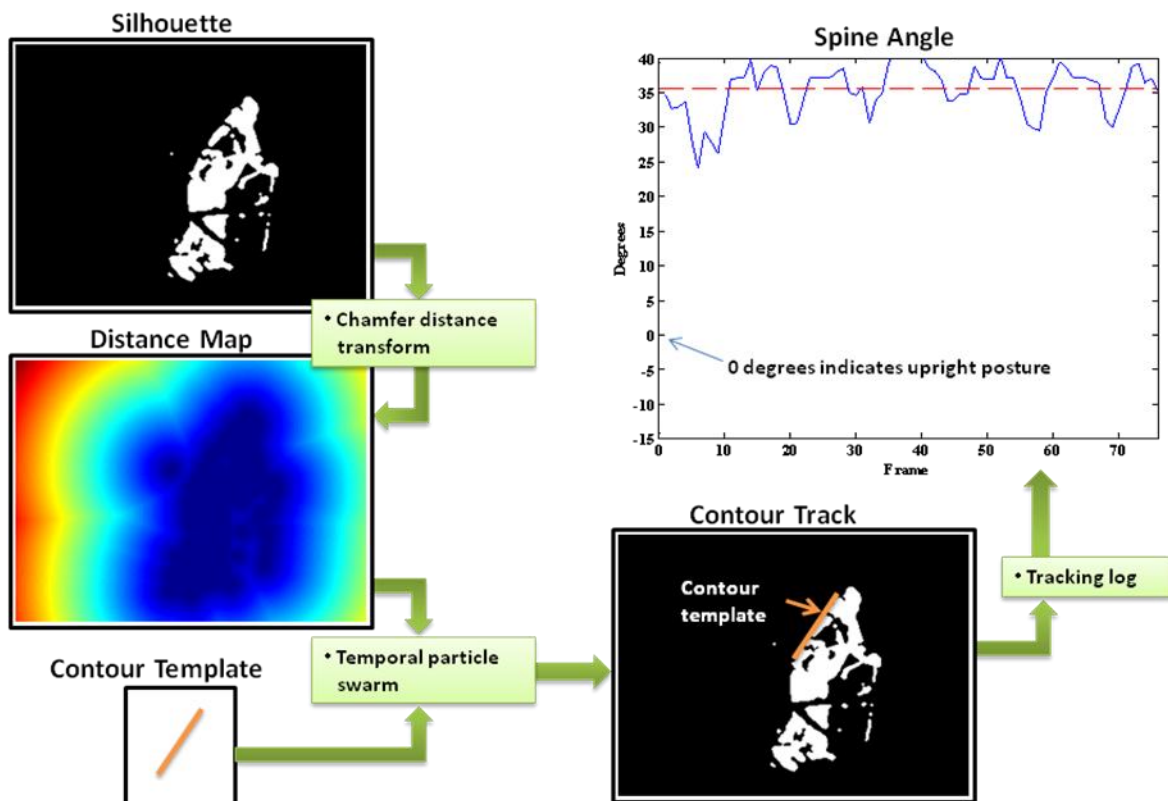 Silhouette
• Chamfer distance
transform
Distance Map
Contour Template
• Temporal particle
swarm
Contour Track
Contour
template
• Tracking log
Spine Angle
40
35
30
25
20
15
10
5
0
-5
-10
-15
Degrees
0 degrees indicates upright posture
0 10 20 30 40 50 60 70
Frame